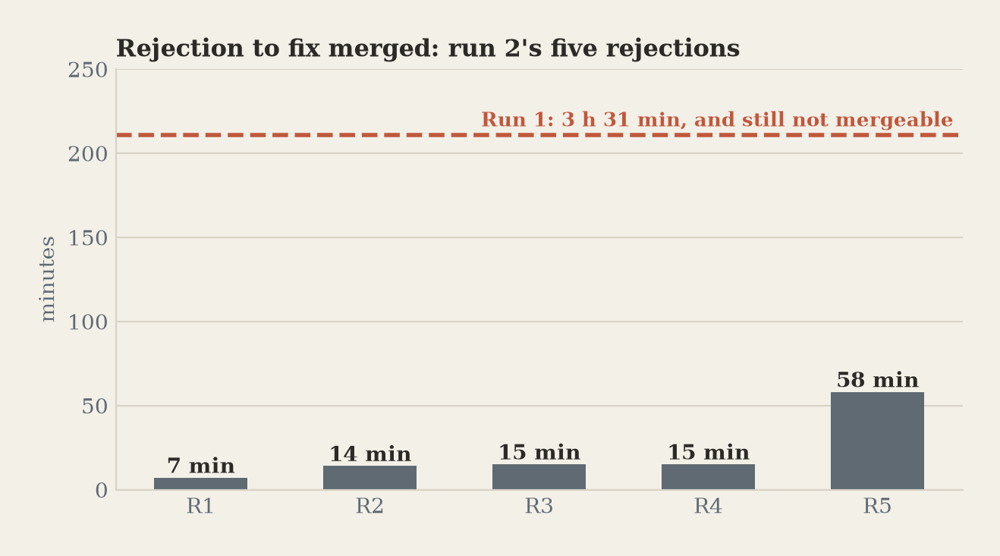 Rejection to fix merged: run 2's five rejections
250
Run 1: 3 h 31 min, and still not mergeable
200
150
minutes
100
58 min
50
7 min
14 min
15 min
15 min
0
R1
R2
R3
R4
R5